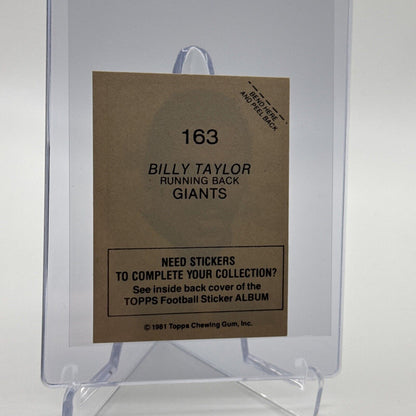 BEND HERE
AND PEEL BACK
163
BILLY TAYLOR
RUNNING BACK
GIANTS
NEED STICKERS
TO COMPLETE YOUR COLLECTION?
See inside back cover of the
TOPPS Football Sticker ALBUM
© 1981 Topps Chewing Gum, Inc.